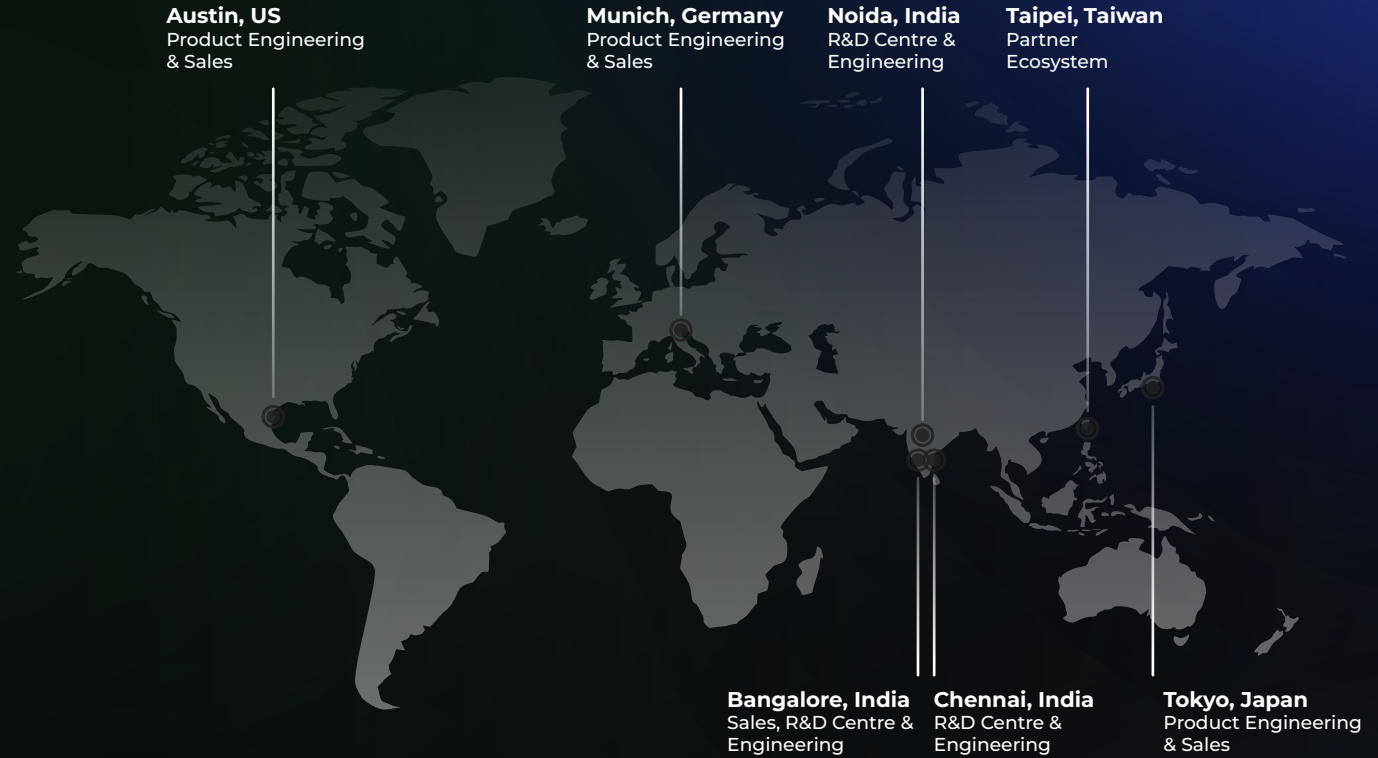 Austin, US
Product Engineering
& Sales
Munich, Germany
Product Engineering
& Sales
Noida, India
R&D Centre &
Engineering
Taipei, Taiwan
Partner
Ecosystem
Bangalore, India
Sales, R&D Centre &
Engineering
Chennai, India
R&D Centre &
Engineering
Tokyo, Japan
Product Engineering
& Sales